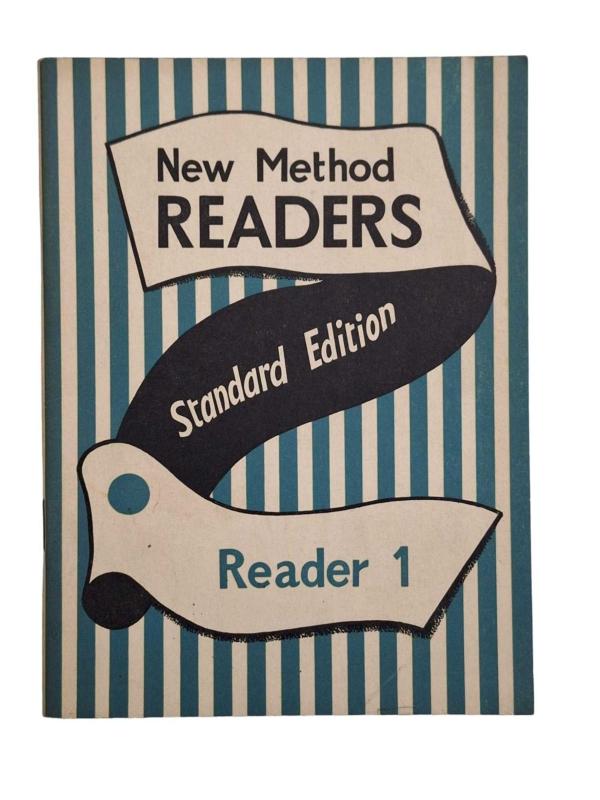 New Method
READERS
Standard Edition
Reader 1